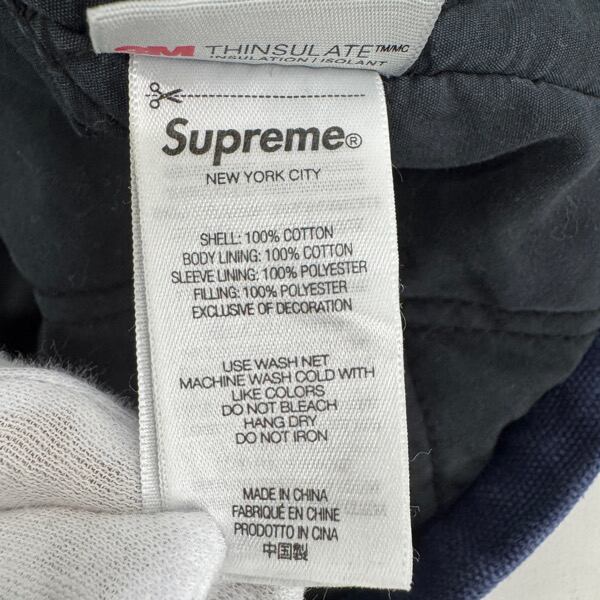 3M THINSULATE™/MC
INSULATION | ISOLANT
Supreme®
NEW YORK CITY
SHELL: 100% COTTON
BODY LINING: 100% COTTON
SLEEVE LINING: 100% POLYESTER
FILLING: 100% POLYESTER
EXCLUSIVE OF DECORATION
USE WASH NET
MACHINE WASH COLD WITH
LIKE COLORS
DO NOT BLEACH
HANG DRY
DO NOT IRON
MADE IN CHINA
FABRIQUÉ EN CHINE
PRODOTTO IN CINA
中国製